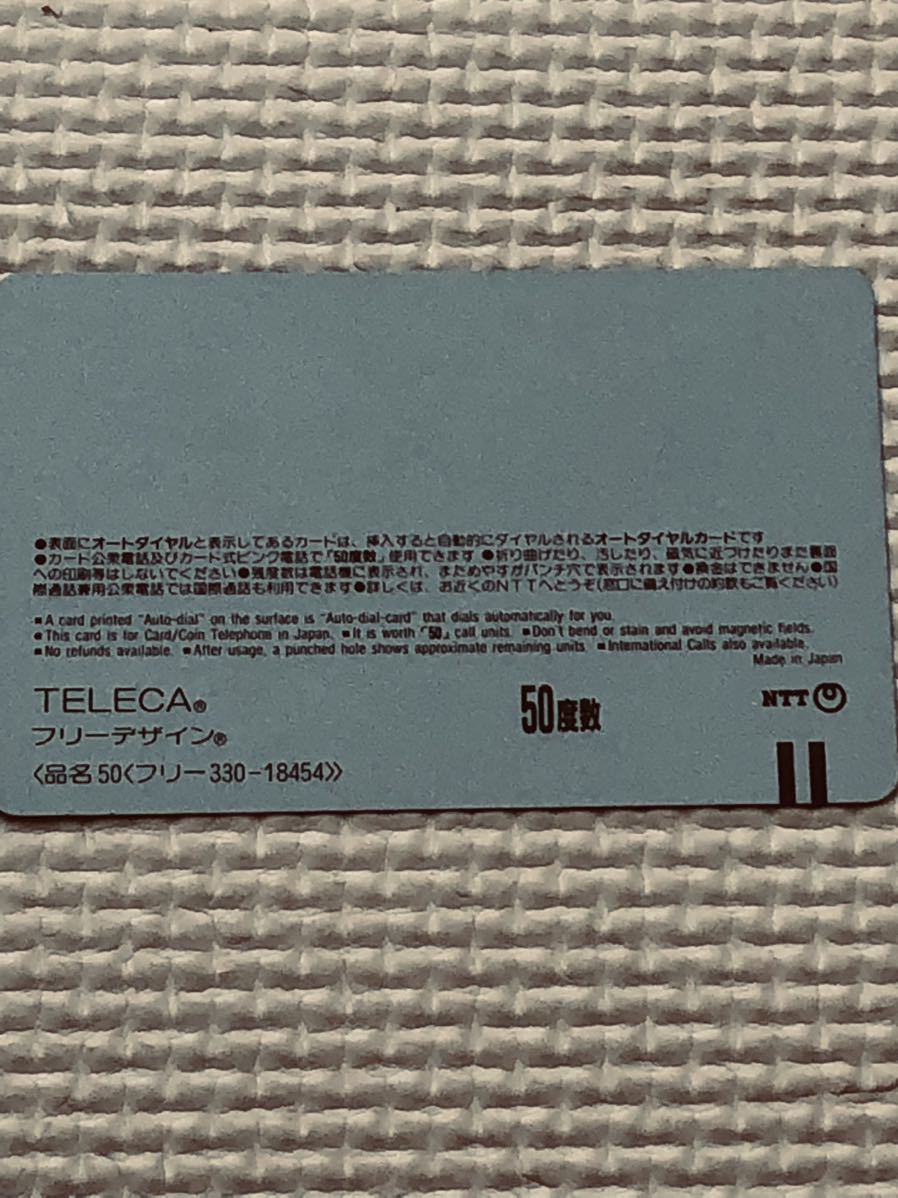 ●表面にオートダイヤルと表示してあるカードは、挿入すると自動的にダイヤルされるオートダイヤルカードです
●カード公衆電話及びカード式ピンク電話で「50度数」使用できます ●折り曲げたり、汚したり、磁気に近づけたりまた裏面
への印刷等はしないでください●残度数は電話機に表示され、まためやすがパンチ穴で表示されます●換金はできません●国
際通話兼用公衆電話では国際通話も利用できます●詳しくは、お近くのNTTへどうぞ(窓口に備え付けの約款もご覧ください)
■A card printed "Auto-dial" on the surface is "Auto-dial-card" that dials automatically for you.
●This card is for Card/Coin Telephone in Japan. ■It is worth「50」call units. ■Don't bend or stain and avoid magnetic fields.
■No refunds available. ■After usage, a punched hole shows approximate remaining units. ■International Calls also available.
Made in Japan
TELECA® 50度数 NTT
フリーデザイン®
〈品名50〈フリー330-18454〉〉